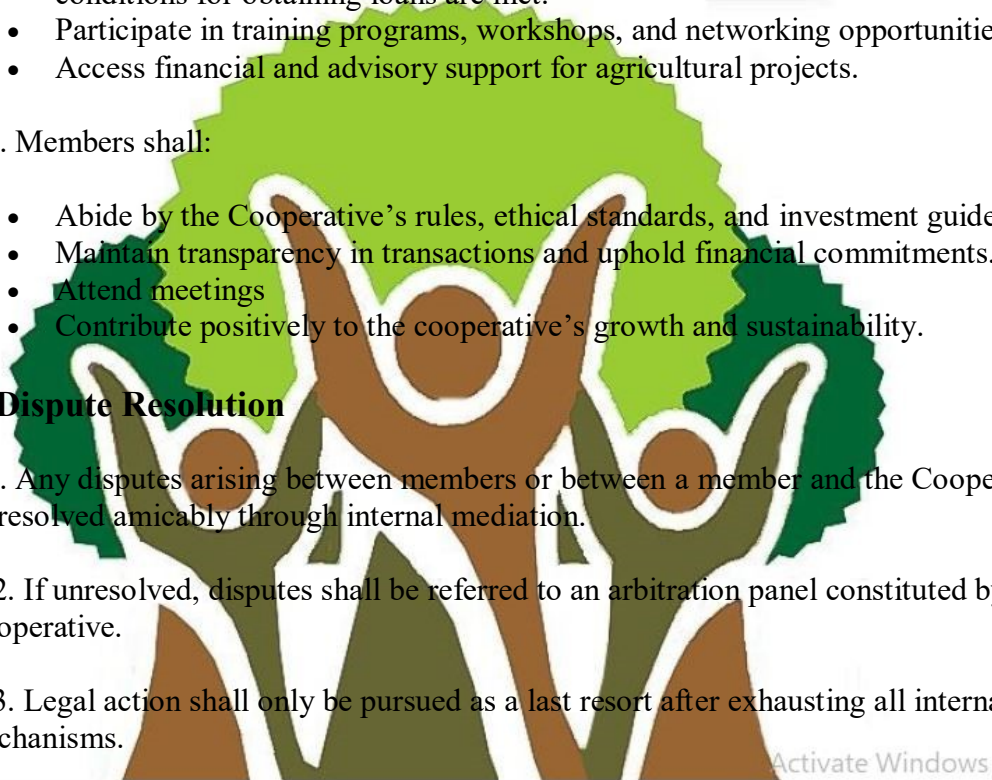 conditions for obtaining loans are met.
• Participate in training programs, workshops, and networking opportunitie
• Access financial and advisory support for agricultural projects.
. Members shall:
• Abide by the Cooperative’s rules, ethical standards, and investment guide
• Maintain transparency in transactions and uphold financial commitments.
• Attend meetings
• Contribute positively to the cooperative’s growth and sustainability.
Dispute Resolution
. Any disputes arising between members or between a member and the Coope
resolved amicably through internal mediation.
2. If unresolved, disputes shall be referred to an arbitration panel constituted by
operative.
3. Legal action shall only be pursued as a last resort after exhausting all interna
chanisms.
Activate Windows